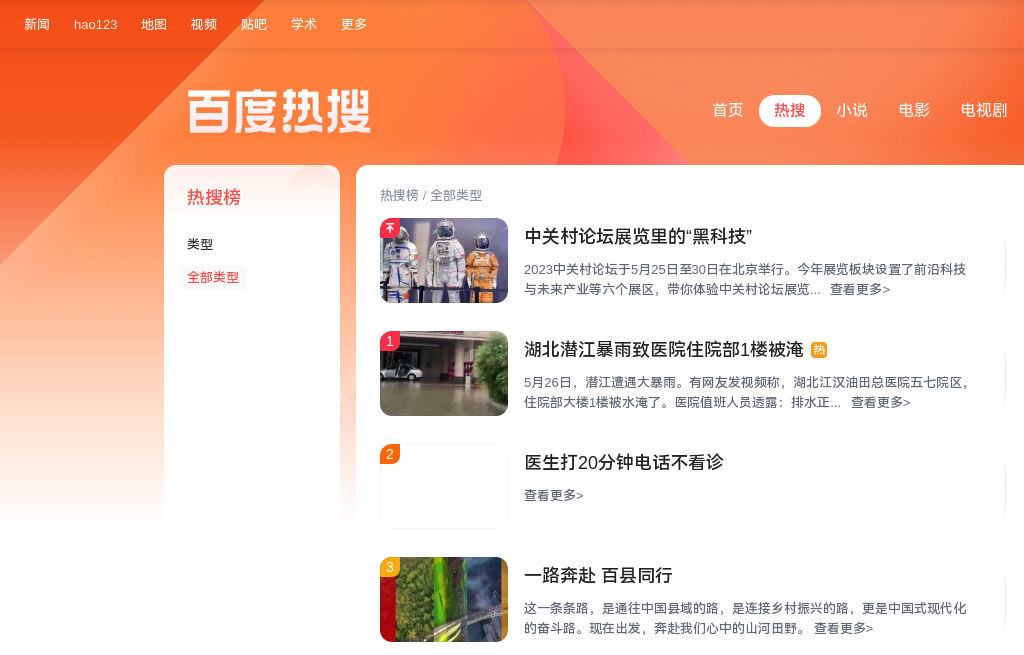 新闻 hao123 地图 视频 贴吧 学术 更多
百度热搜
首页 热搜 小说 电影 电视剧
热搜榜
类型
全部类型
热搜榜 / 全部类型
中关村论坛展览里的“黑科技”
2023中关村论坛于5月25日至30日在北京举行。今年展览板块设置了前沿科技
与未来产业等六个展区，带你体验中关村论坛展览... 查看更多>
1
湖北潜江暴雨致医院住院部1楼被淹 热
5月26日，潜江遭遇大暴雨。有网友发视频称，湖北江汉油田总医院五七院区，
住院部大楼1楼被水淹了。医院值班人员透露：排水正... 查看更多>
2
医生打20分钟电话不看诊
查看更多>
3
一路奔赴 百县同行
这一条条路，是通往中国县域的路，是连接乡村振兴的路，更是中国式现代化
的奋斗路。现在出发，奔赴我们心中的山河田野。 查看更多>